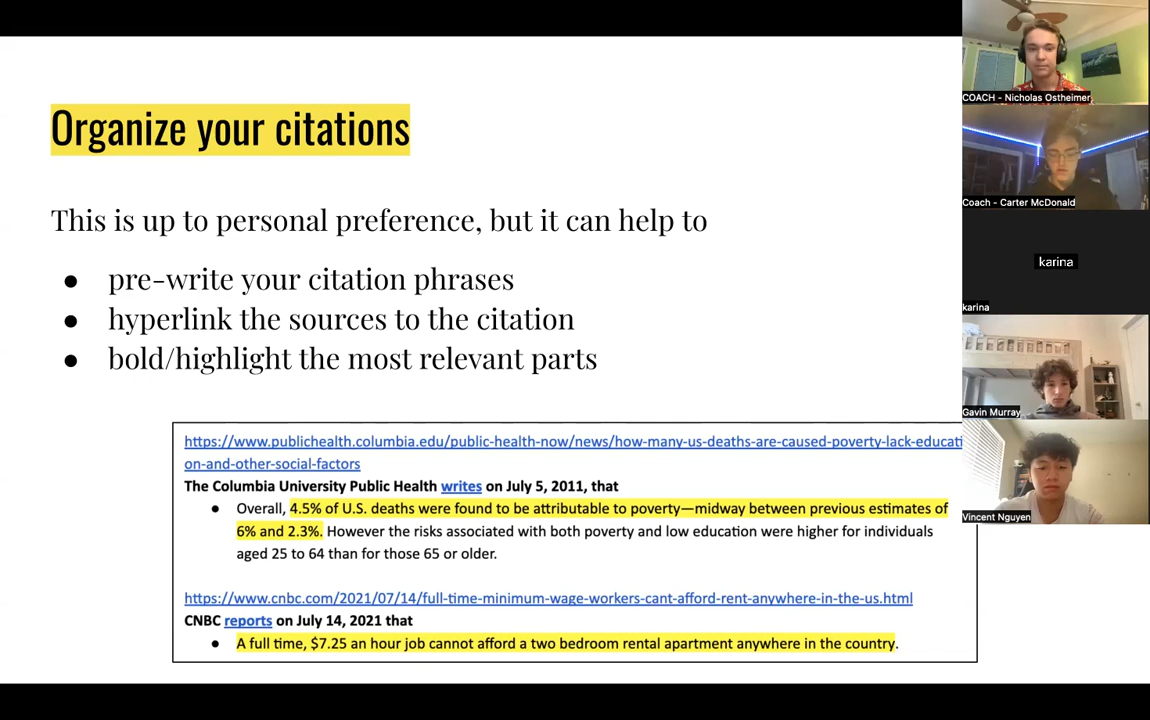 Organize your citations
This is up to personal preference, but it can help to
● pre-write your citation phrases
● hyperlink the sources to the citation
● bold/highlight the most relevant parts
https://www.publichealth.columbia.edu/public-health-now/news/how-many-us-deaths-are-caused-poverty-lack-educati
on-and-other-social-factors
The Columbia University Public Health writes on July 5, 2011, that
● Overall, 4.5% of U.S. deaths were found to be attributable to poverty—midway between previous estimates of
6% and 2.3%. However the risks associated with both poverty and low education were higher for individuals
aged 25 to 64 than for those 65 or older.
https://www.cnbc.com/2021/07/14/full-time-minimum-wage-workers-cant-afford-rent-anywhere-in-the-us.html
CNBC reports on July 14, 2021 that
● A full time, $7.25 an hour job cannot afford a two bedroom rental apartment anywhere in the country.
COACH - Nicholas Ostheimer
Coach - Carter McDonald
karina
karina
Gavin Murray
Vincent Nguyen